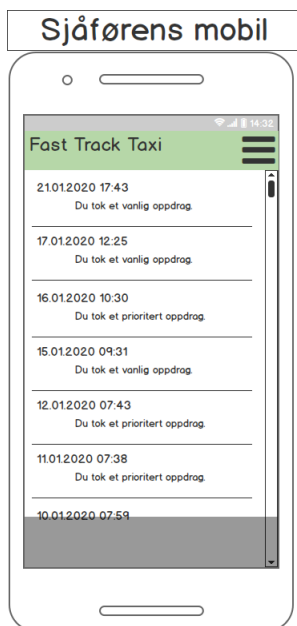 Sjåførens mobil
14:32
Fast Track Taxi
21.01.2020 17:43
Du tok et vanlig oppdrag.
17.01.2020 12:25
Du tok et vanlig oppdrag.
16.01.2020 10:30
Du tok et prioritert oppdrag.
15.01.2020 09:31
Du tok et vanlig oppdrag.
12.01.2020 07:43
Du tok et prioritert oppdrag.
11.01.2020 07:38
Du tok et prioritert oppdrag.
10.01.2020 07:59